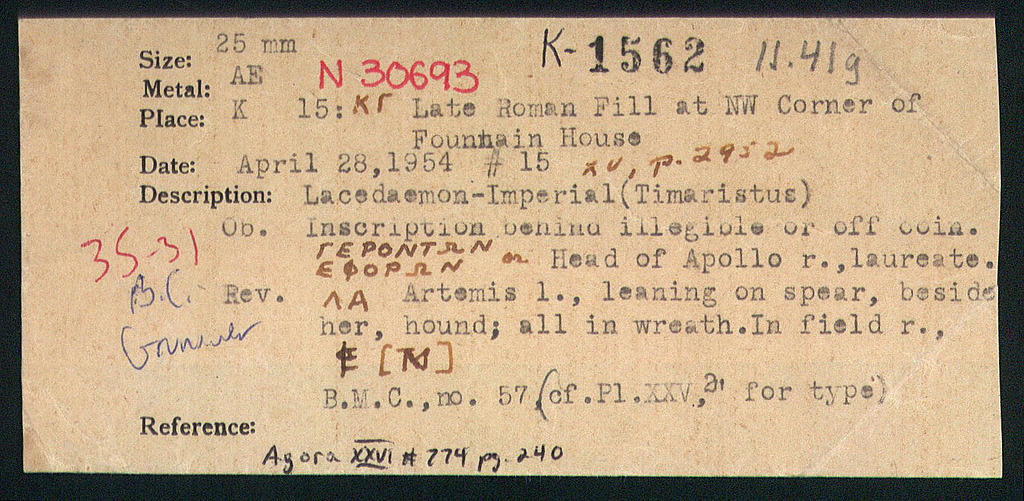 Size: 25 mm K-1562 11.41g
Metal: AE N 30693
Place: K 15: ΚΓ Late Roman Fill at NW Corner of
Fountain House
Date: April 28,1954 # 15 XV, p. 2952
Description: Lacedaemon-Imperial(Timaristus)
Ob. Inscription behind illegible or off coin.
ΓΕΡΟΝΤΩΝ
ΕΦΟΡΩΝ or Head of Apollo r.,laureate.
35-31
B.C.
Rev. ΛΑ Artemis l., leaning on spear, beside
her, hound; all in wreath.In field r.,
B.M.C.,no. 57,(cf.Pl.XXV,2, for type)
Reference:
Agora XXVI # 774 pg. 240